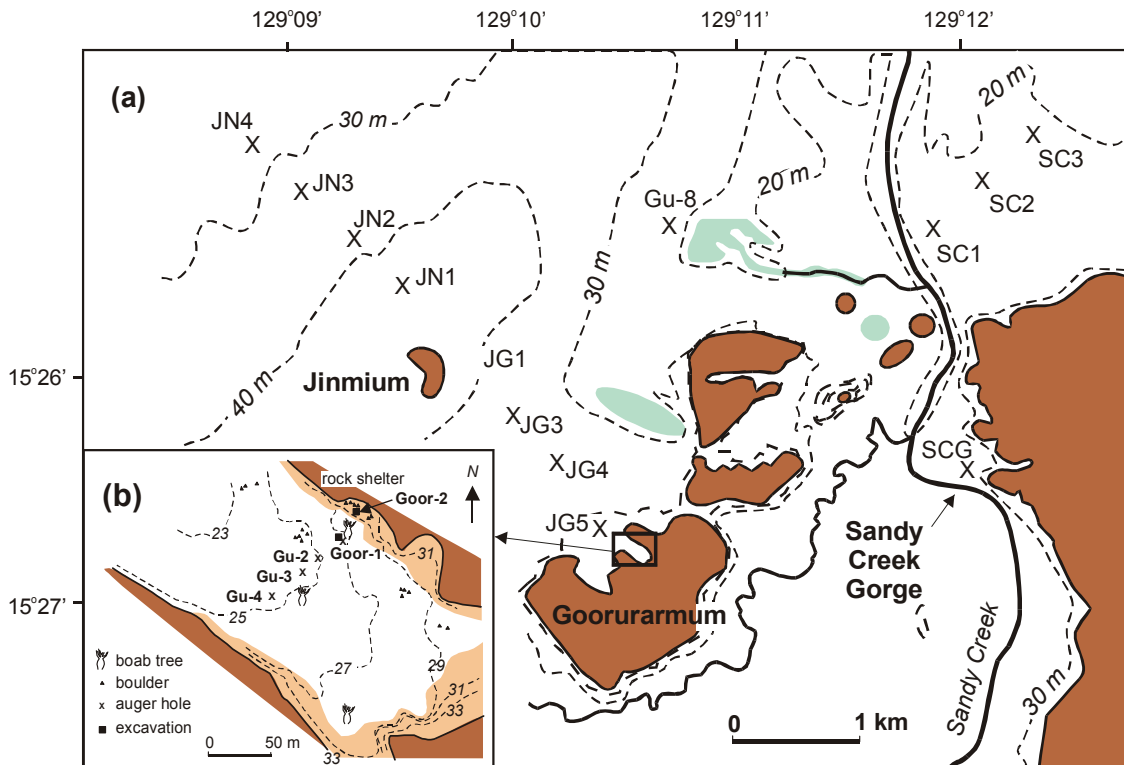 129°09' 129°10' 129°11' 129°12'
(a)
20 m
30 m
JN4
SC3
JN3
20 m
SC2
Gu-8
JN2
SC1
JN1
30 m
JG1
15°26'
Jinmium
40 m
JG3
SCG
JG4
JG5
Sandy
Creek
Gorge
15°27'
Goorurarmum
Sandy Creek
30 m
0 1 km
(b)
rock shelter
N
Goor-2
23
Goor-1
31
Gu-2
Gu-3
Gu-4
25
27
29
31
33
33
boab tree
boulder
auger hole
excavation
0 50 m